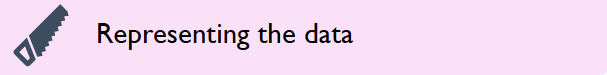 Representing the data